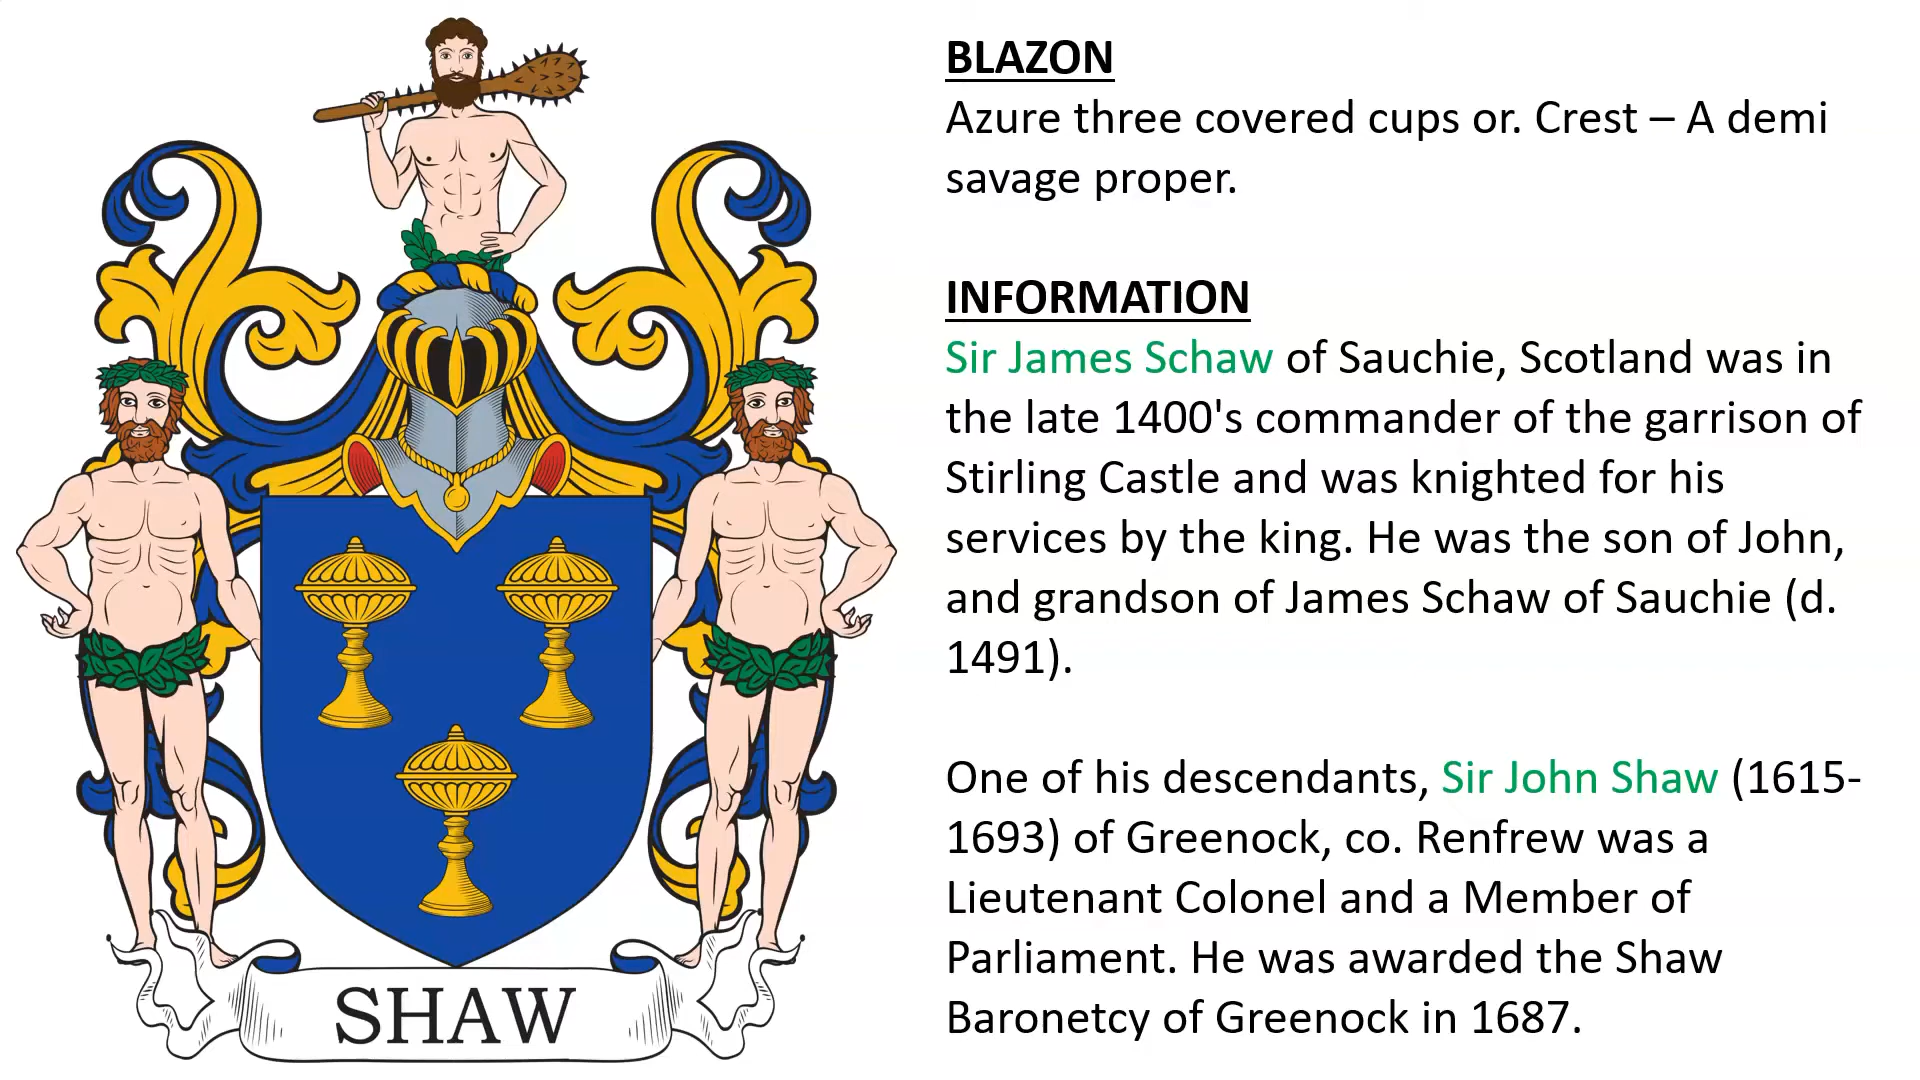 BLAZON
Azure three covered cups or. Crest – A demi
savage proper.
INFORMATION
Sir James Schaw of Sauchie, Scotland was in
the late 1400's commander of the garrison of
Stirling Castle and was knighted for his
services by the king. He was the son of John,
and grandson of James Schaw of Sauchie (d.
1491).
One of his descendants, Sir John Shaw (1615-
1693) of Greenock, co. Renfrew was a
Lieutenant Colonel and a Member of
Parliament. He was awarded the Shaw
Baronetcy of Greenock in 1687.
SHAW